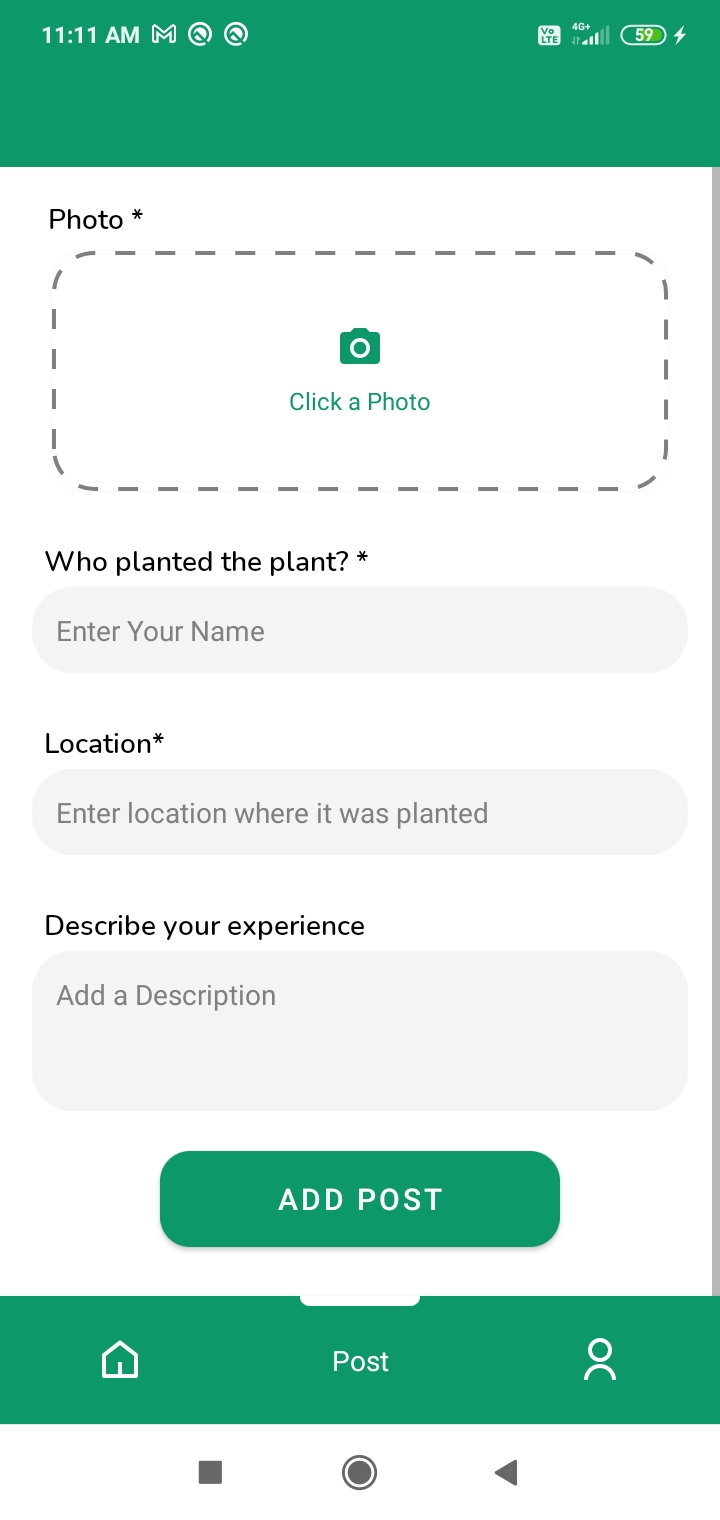 11:11 AM
Vo LTE 4G+ 59
Photo *
Click a Photo
Who planted the plant? *
Enter Your Name
Location*
Enter location where it was planted
Describe your experience
Add a Description
ADD POST
Post